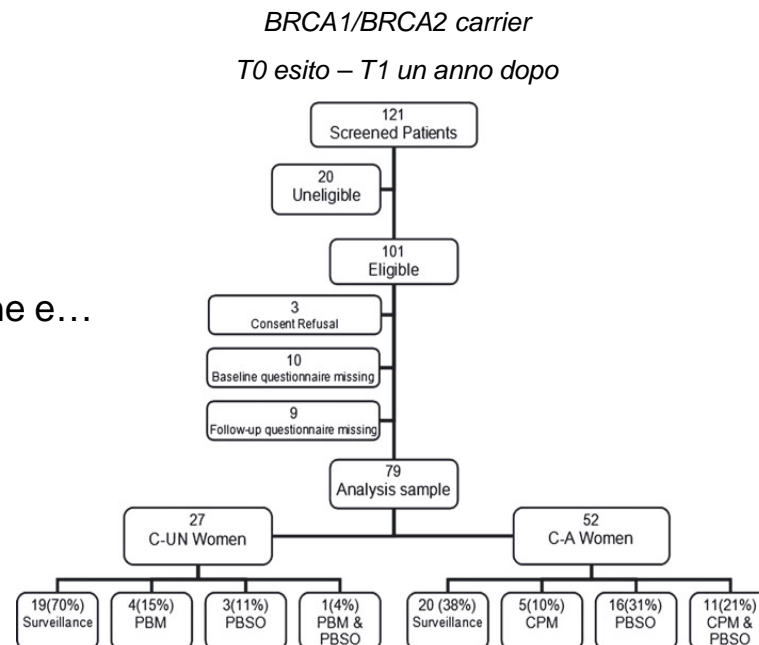 BRCA1/BRCA2 carrier
T0 esito – T1 un anno dopo
121
Screened Patients
20
Uneligible
101
Eligible
e e…
3
Consent Refusal
10
Baseline questionnaire missing
9
Follow-up questionnaire missing
79
Analysis sample
27
C-UN Women
52
C-A Women
19(70%)
Surveillance
4(15%)
PBM
3(11%)
PBSO
1(4%)
PBM &
PBSO
20 (38%)
Surveillance
5(10%)
CPM
16(31%)
PBSO
11(21%)
CPM &
PBSO